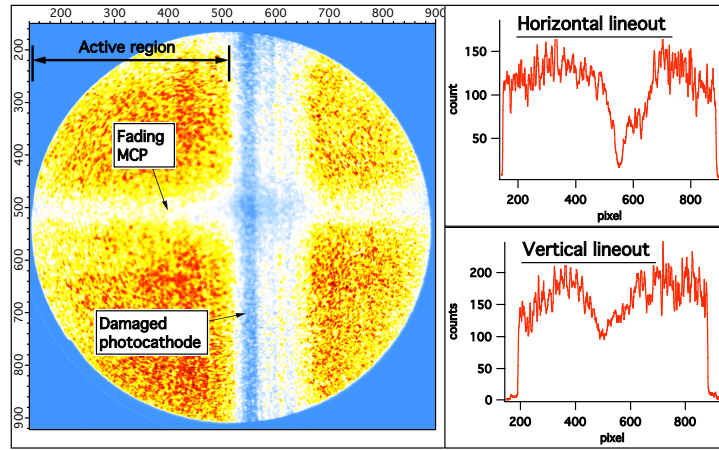 200 300 400 500 600 700 800 900
200
300
400
500
600
700
800
900
Active region
Fading
MCP
Damaged
photocathode
Horizontal lineout
150
100
50
count
200 400 600 800
pixel
Vertical lineout
200
150
100
50
0
counts
200 400 600 800
pixel